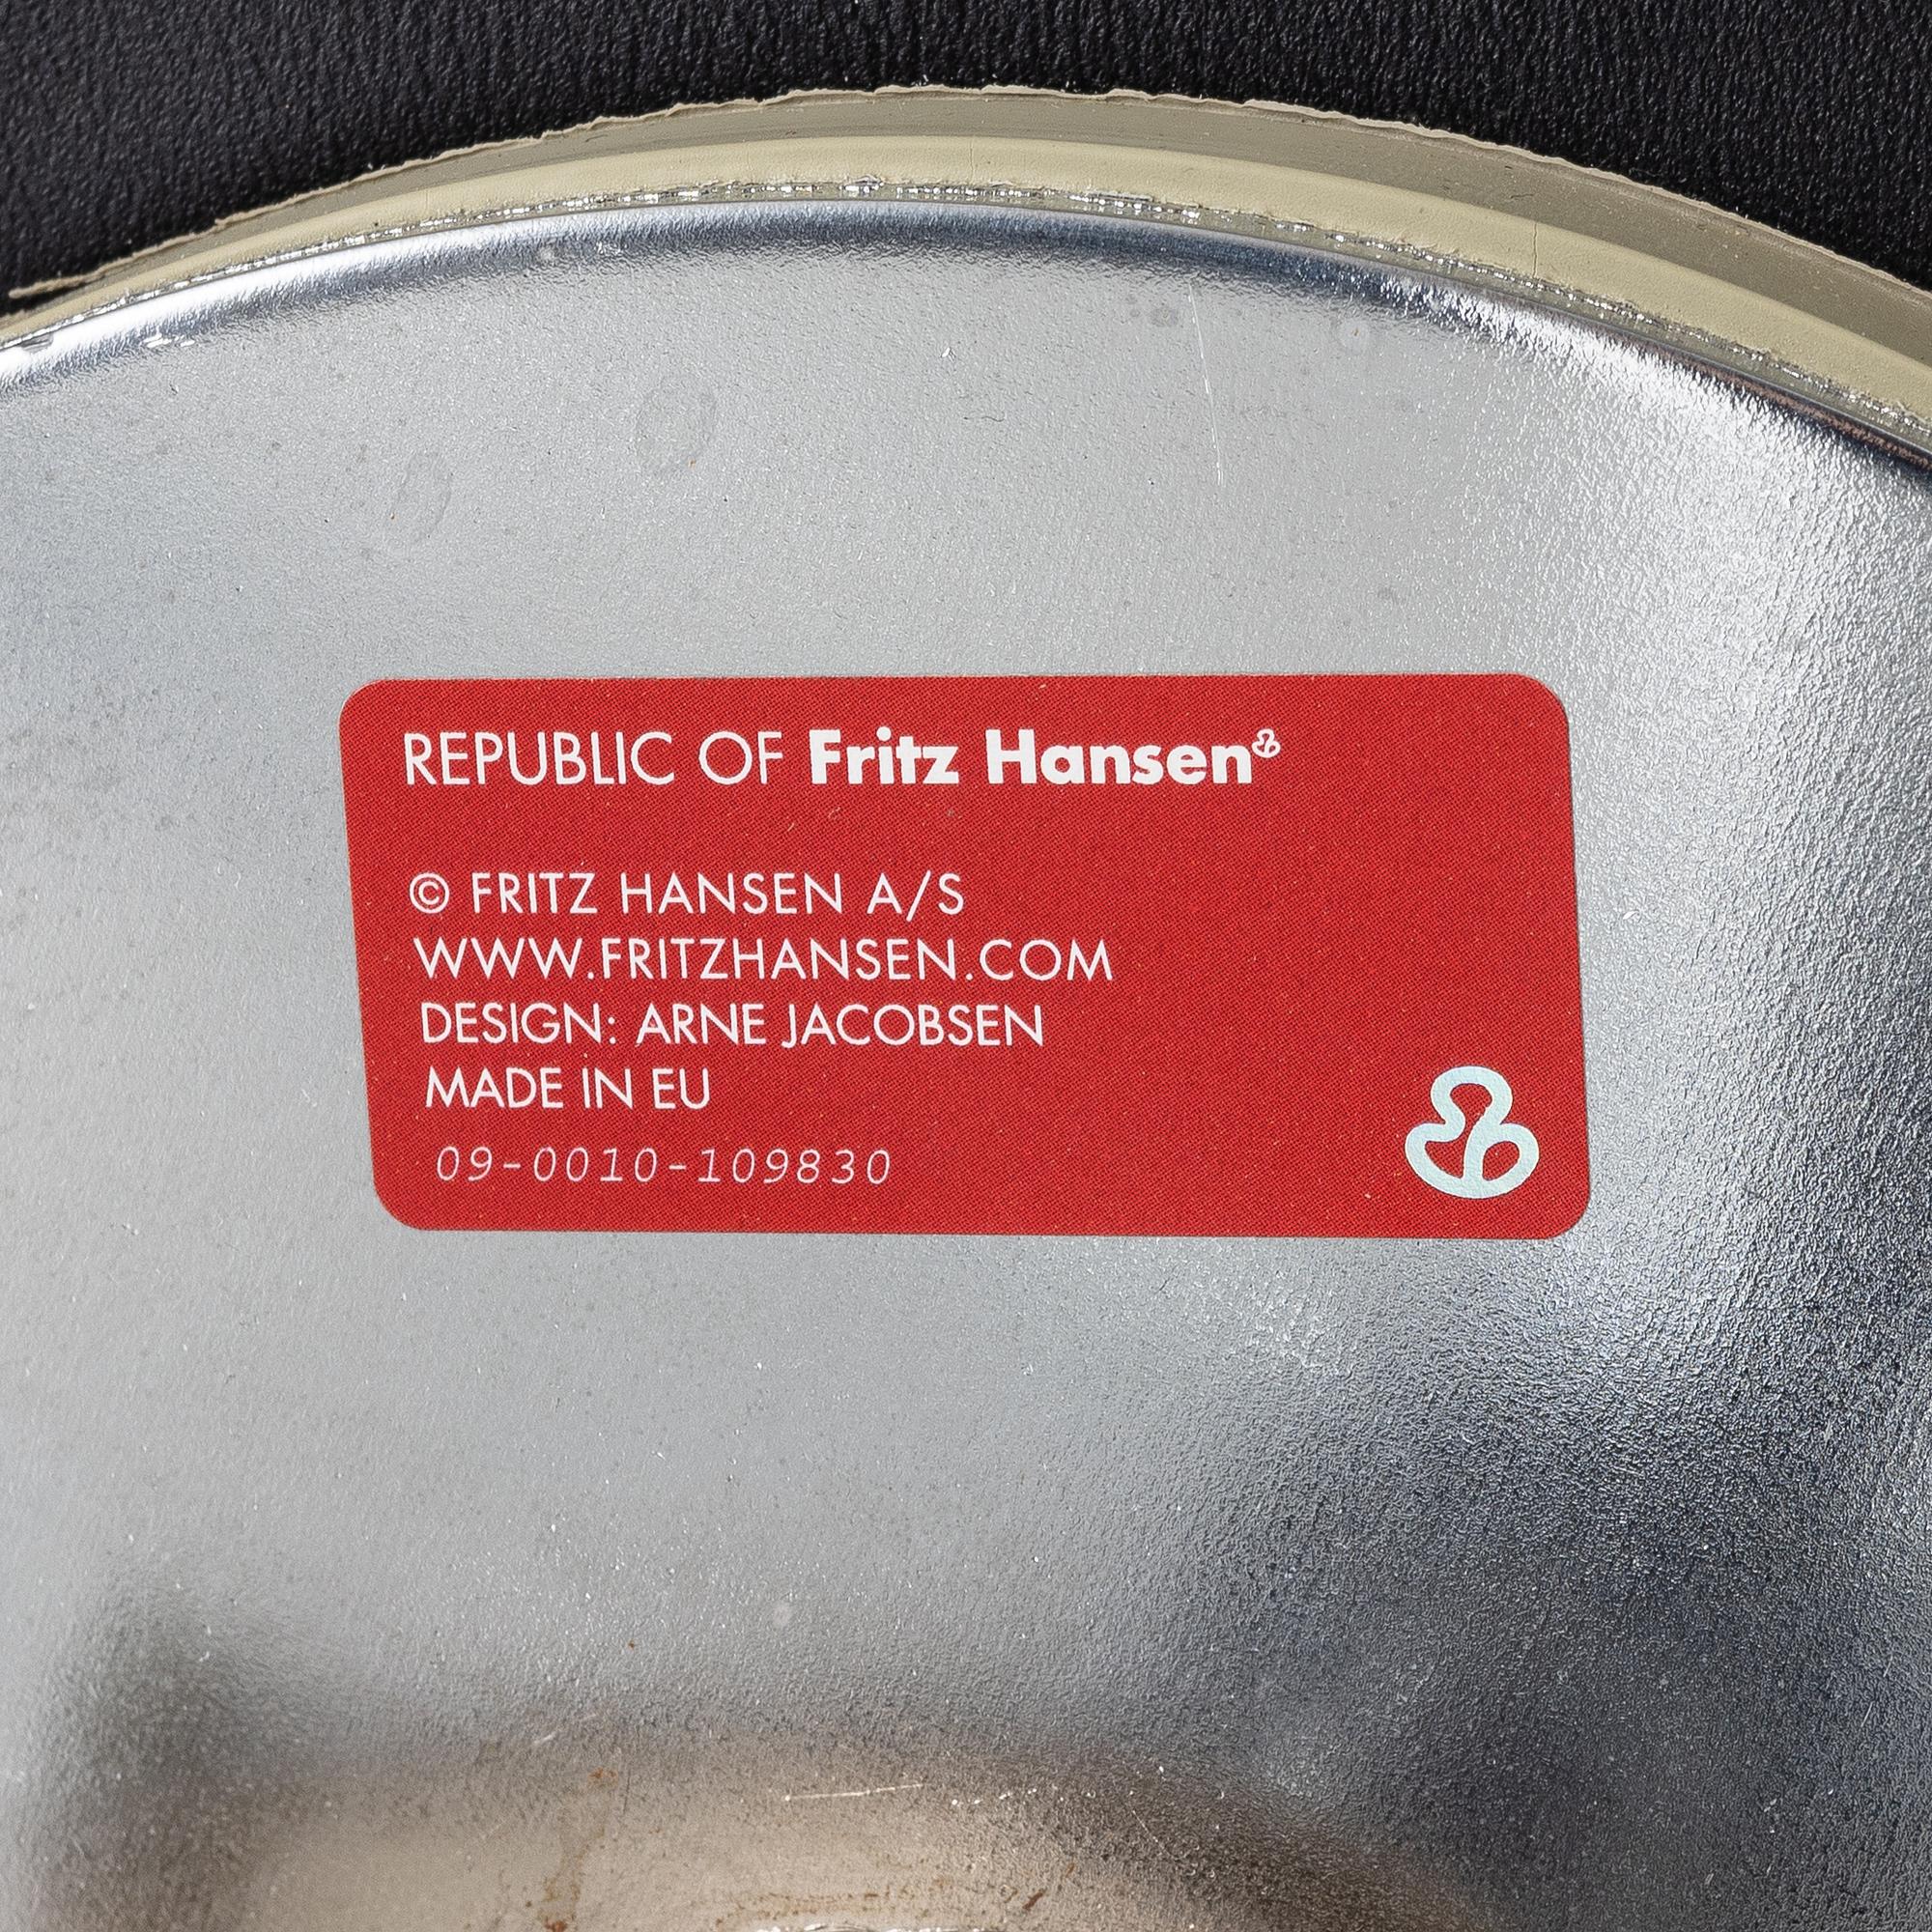 REPUBLIC OF Fritz Hansen
© FRITZ HANSEN A/S
WWW.FRITZHANSEN.COM
DESIGN: ARNE JACOBSEN
MADE IN EU
09-0010-109830